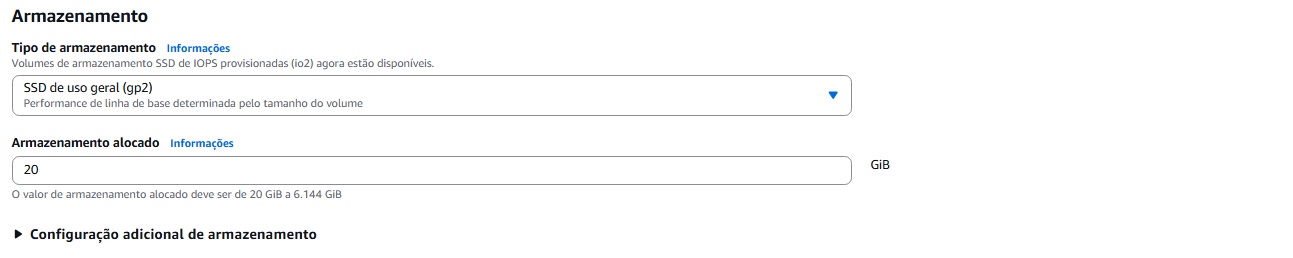 Armazenamento
Tipo de armazenamento Informações
Volumes de armazenamento SSD de IOPS provisionadas (io2) agora estão disponíveis.
SSD de uso geral (gp2)
Performance de linha de base determinada pelo tamanho do volume
Armazenamento alocado Informações
20 GiB
O valor de armazenamento alocado deve ser de 20 GiB a 6.144 GiB
Configuração adicional de armazenamento